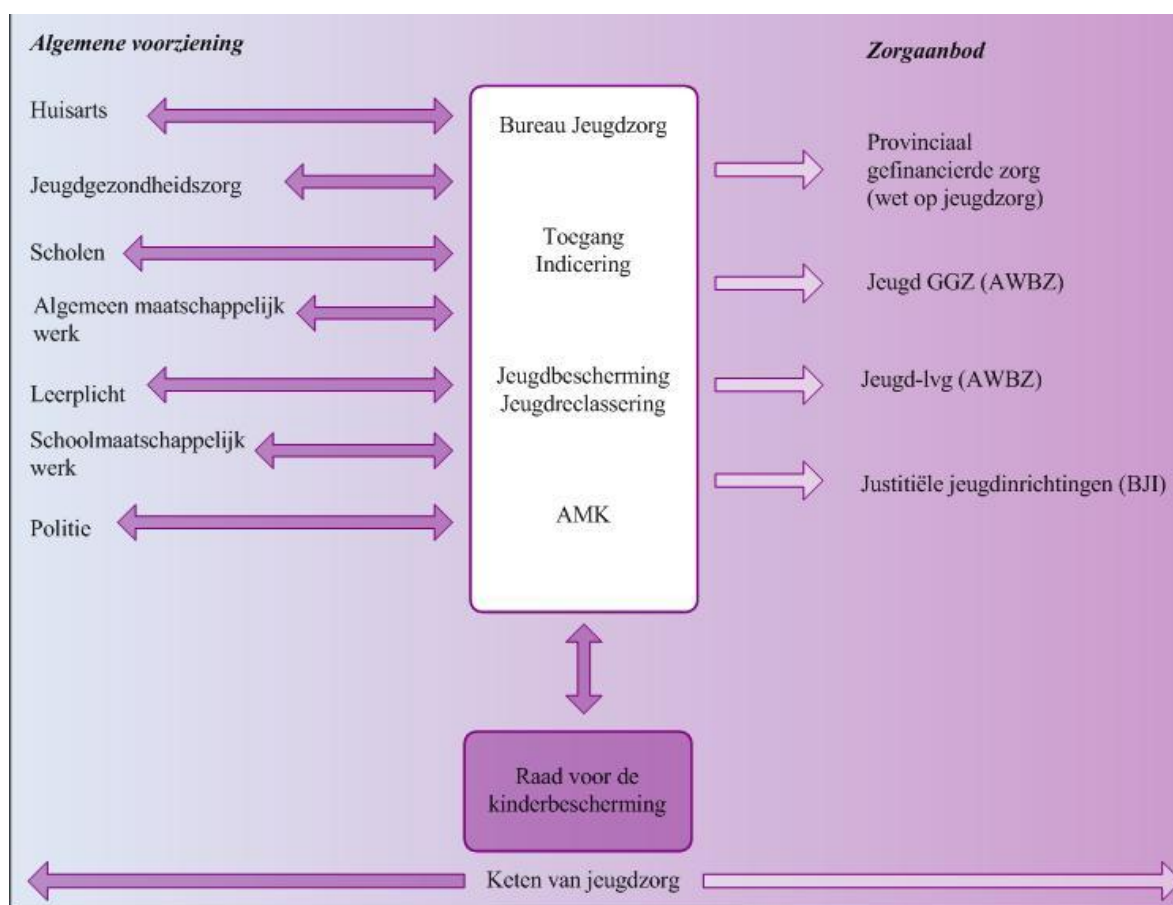 Algemene voorziening
Huisarts
Jeugdgezondheidszorg
Scholen
Algemeen maatschappelijk
werk
Leerplicht
Schoolmaatschappelijk
werk
Politie
Bureau Jeugdzorg
Toegang
Indicering
Jeugdbescherming
Jeugdreclassering
AMK
Raad voor de
kinderbescherming
Zorgaanbod
Provinciaal
gefinancierde zorg
(wet op jeugdzorg)
Jeugd GGZ (AWBZ)
Jeugd-lvg (AWBZ)
Justitiële jeugdinrichtingen (BJI)
Keten van jeugdzorg